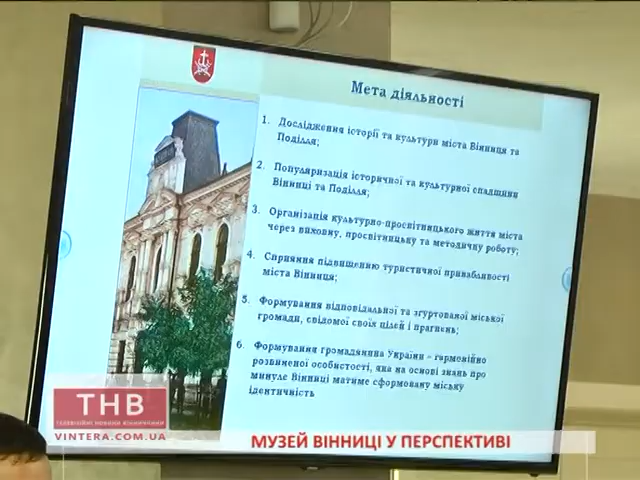 Мета діяльності
1. Дослідження історії та культури міста Вінниця та
Поділля;
2. Популяризація історичної та культурної спадщини
Вінниці та Поділля;
3. Організація культурно-просвітницького життя міста
через виховну, просвітницьку та методичну роботу;
4. Сприяння підвищенню туристичної привабливості
міста Вінниця;
5. Формування відповідальної та згуртованої міської
громади, свідомої своїх цілей і прагнень;
6. Формування громадянина України - гармонійно
розвиненої особистості, яка на основі знань про
минуле Вінниці матиме сформовану міську
ідентичність
ТНВ
ТЕЛЕВІЗІЙНІ НОВИНИ ВІННИЧЧИНИ
VINTERA.COM.UA
МУЗЕЙ ВІННИЦІ У ПЕРСПЕКТИВІ